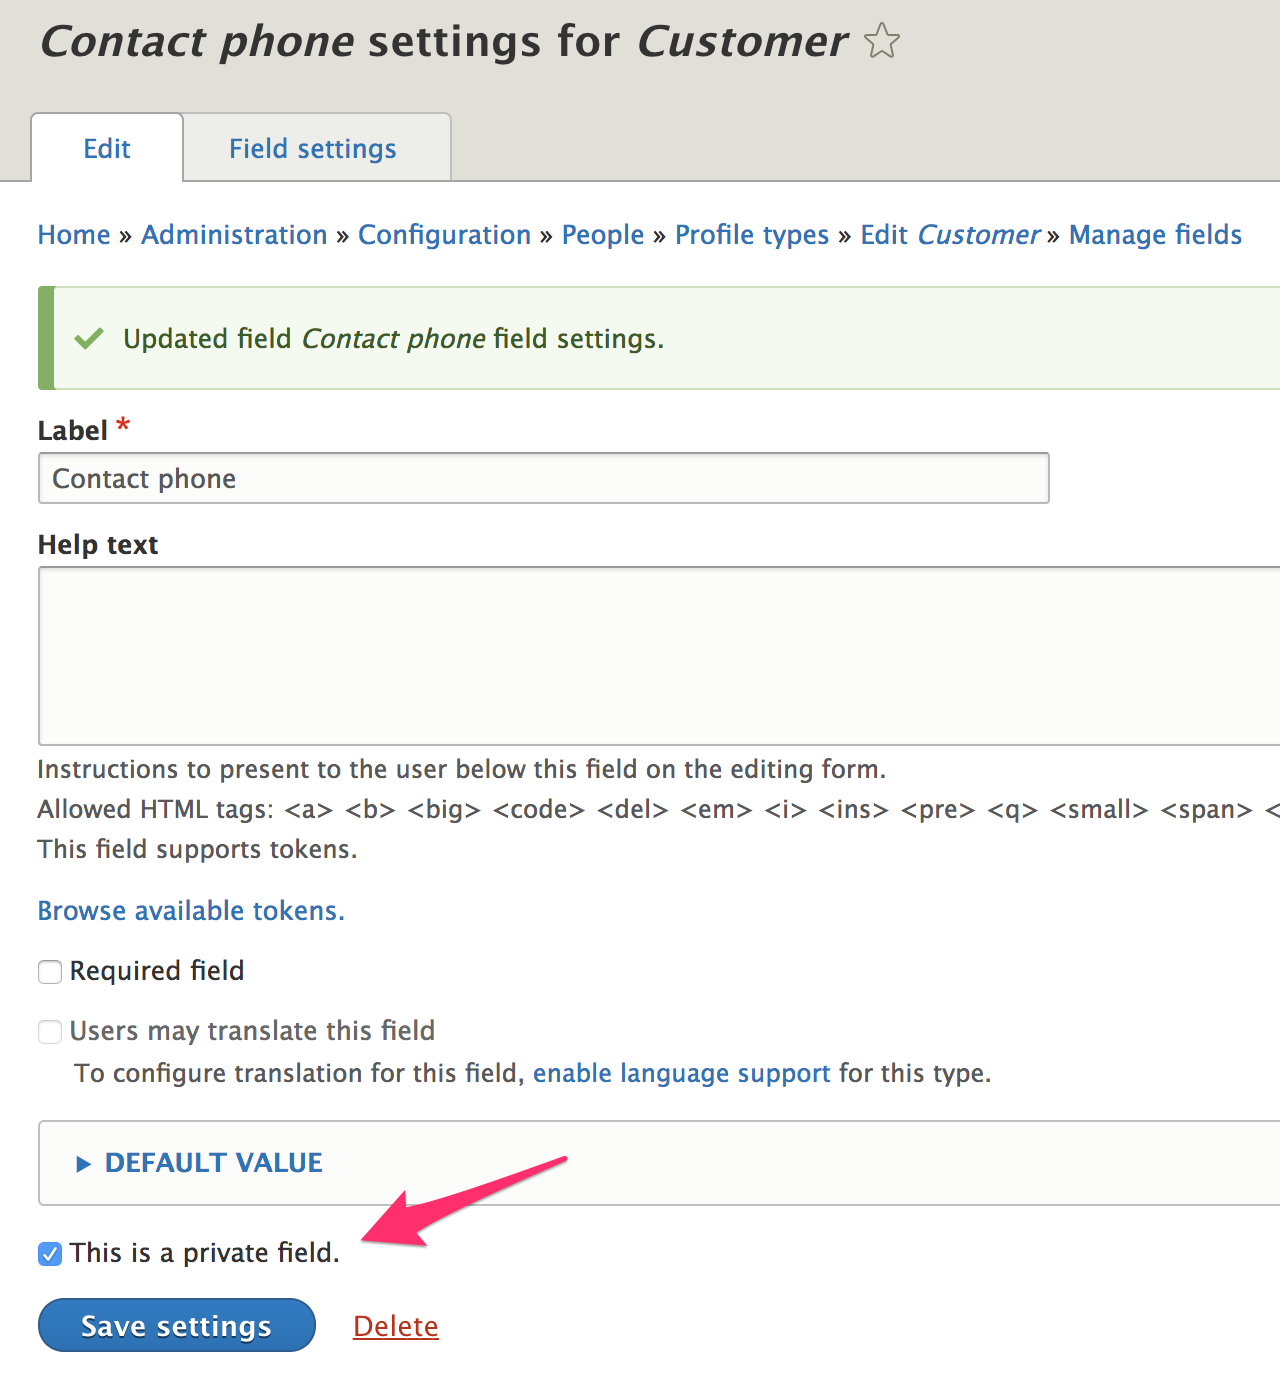 Contact phone settings for Customer
Edit
Field settings
Home » Administration » Configuration » People » Profile types » Edit Customer » Manage fields
Updated field Contact phone field settings.
Label *
Contact phone
Help text
Instructions to present to the user below this field on the editing form.
Allowed HTML tags: <a> <b> <big> <code> <del> <em> <i> <ins> <pre> <q> <small> <span> <
This field supports tokens.
Browse available tokens.
Required field
Users may translate this field
To configure translation for this field, enable language support for this type.
DEFAULT VALUE
This is a private field.
Save settings
Delete